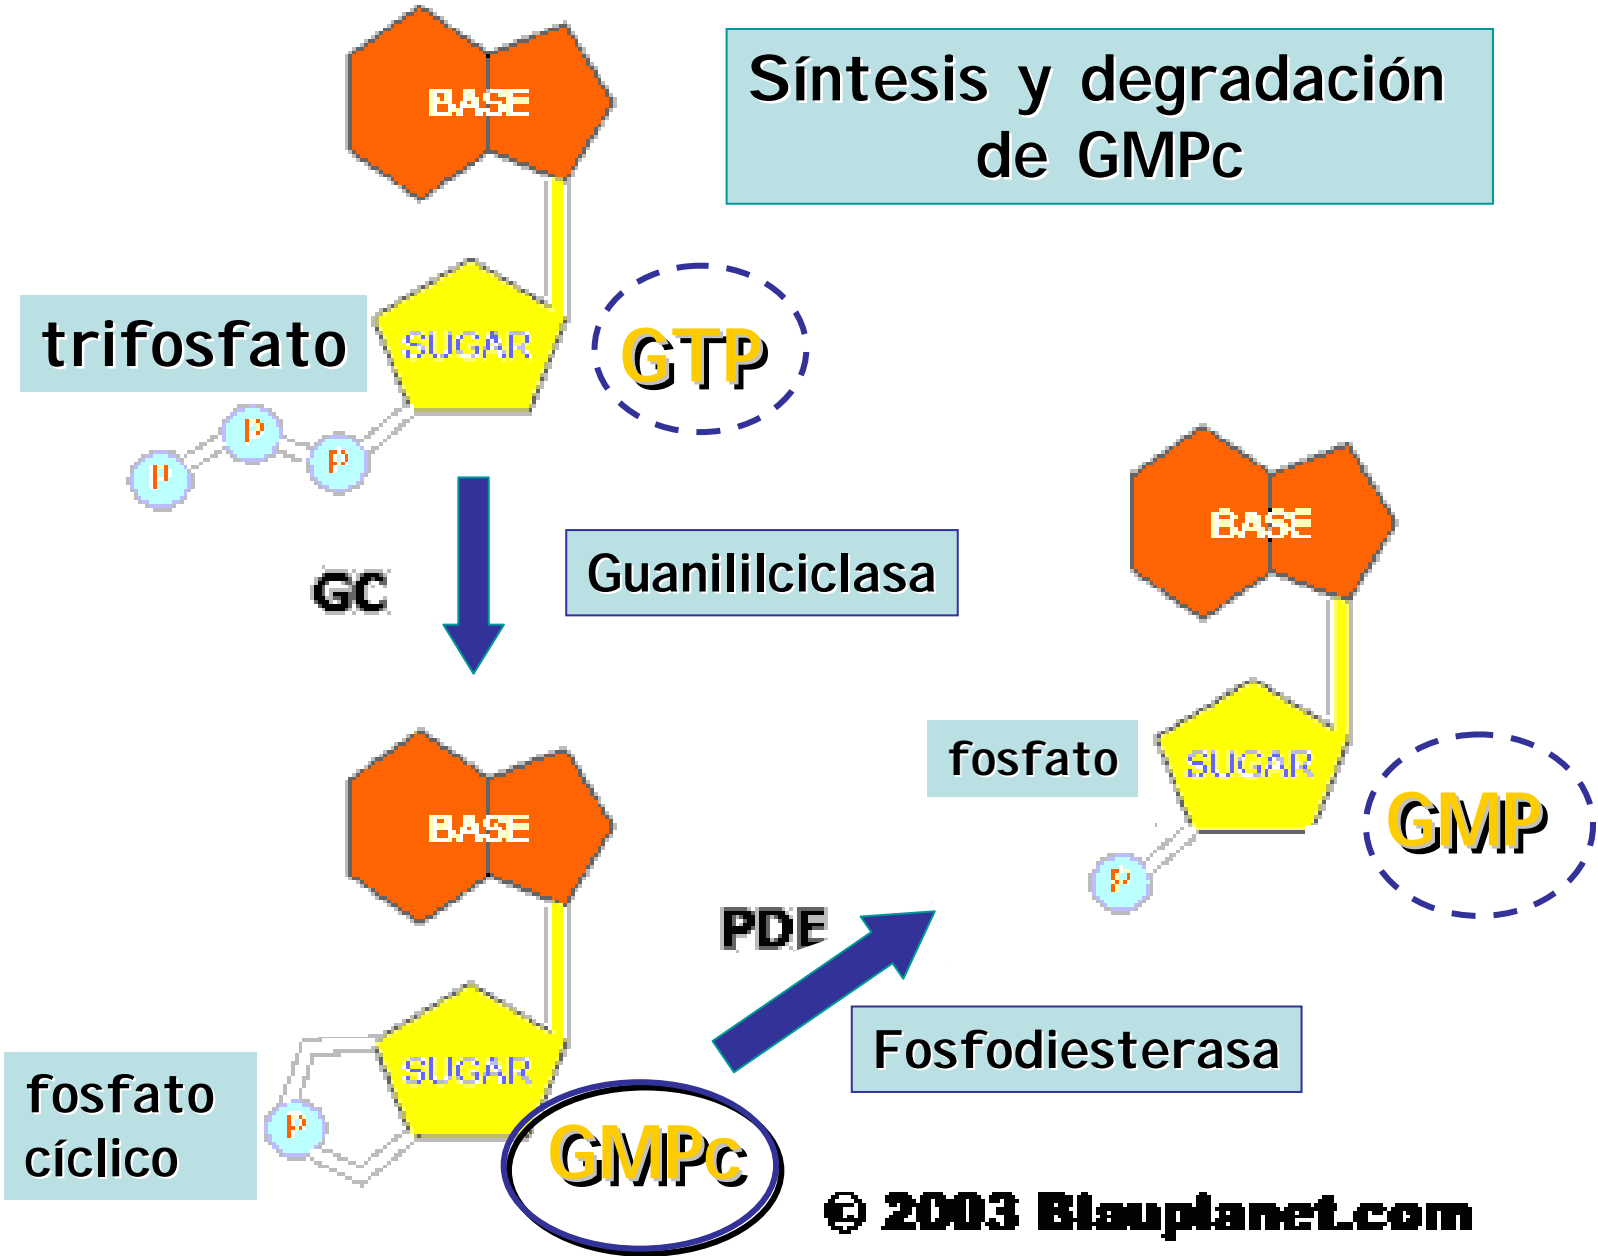 Síntesis y degradación
de GMPc
BASE
trifosfato
SUGAR
GTP
P
P
P
GC
Guanililciclasa
BASE
fosfato
SUGAR
GMP
P
BASE
PDE
Fosfodiesterasa
SUGAR
fosfato
cíclico
P
GMPc
© 2003 Blauplanet.com